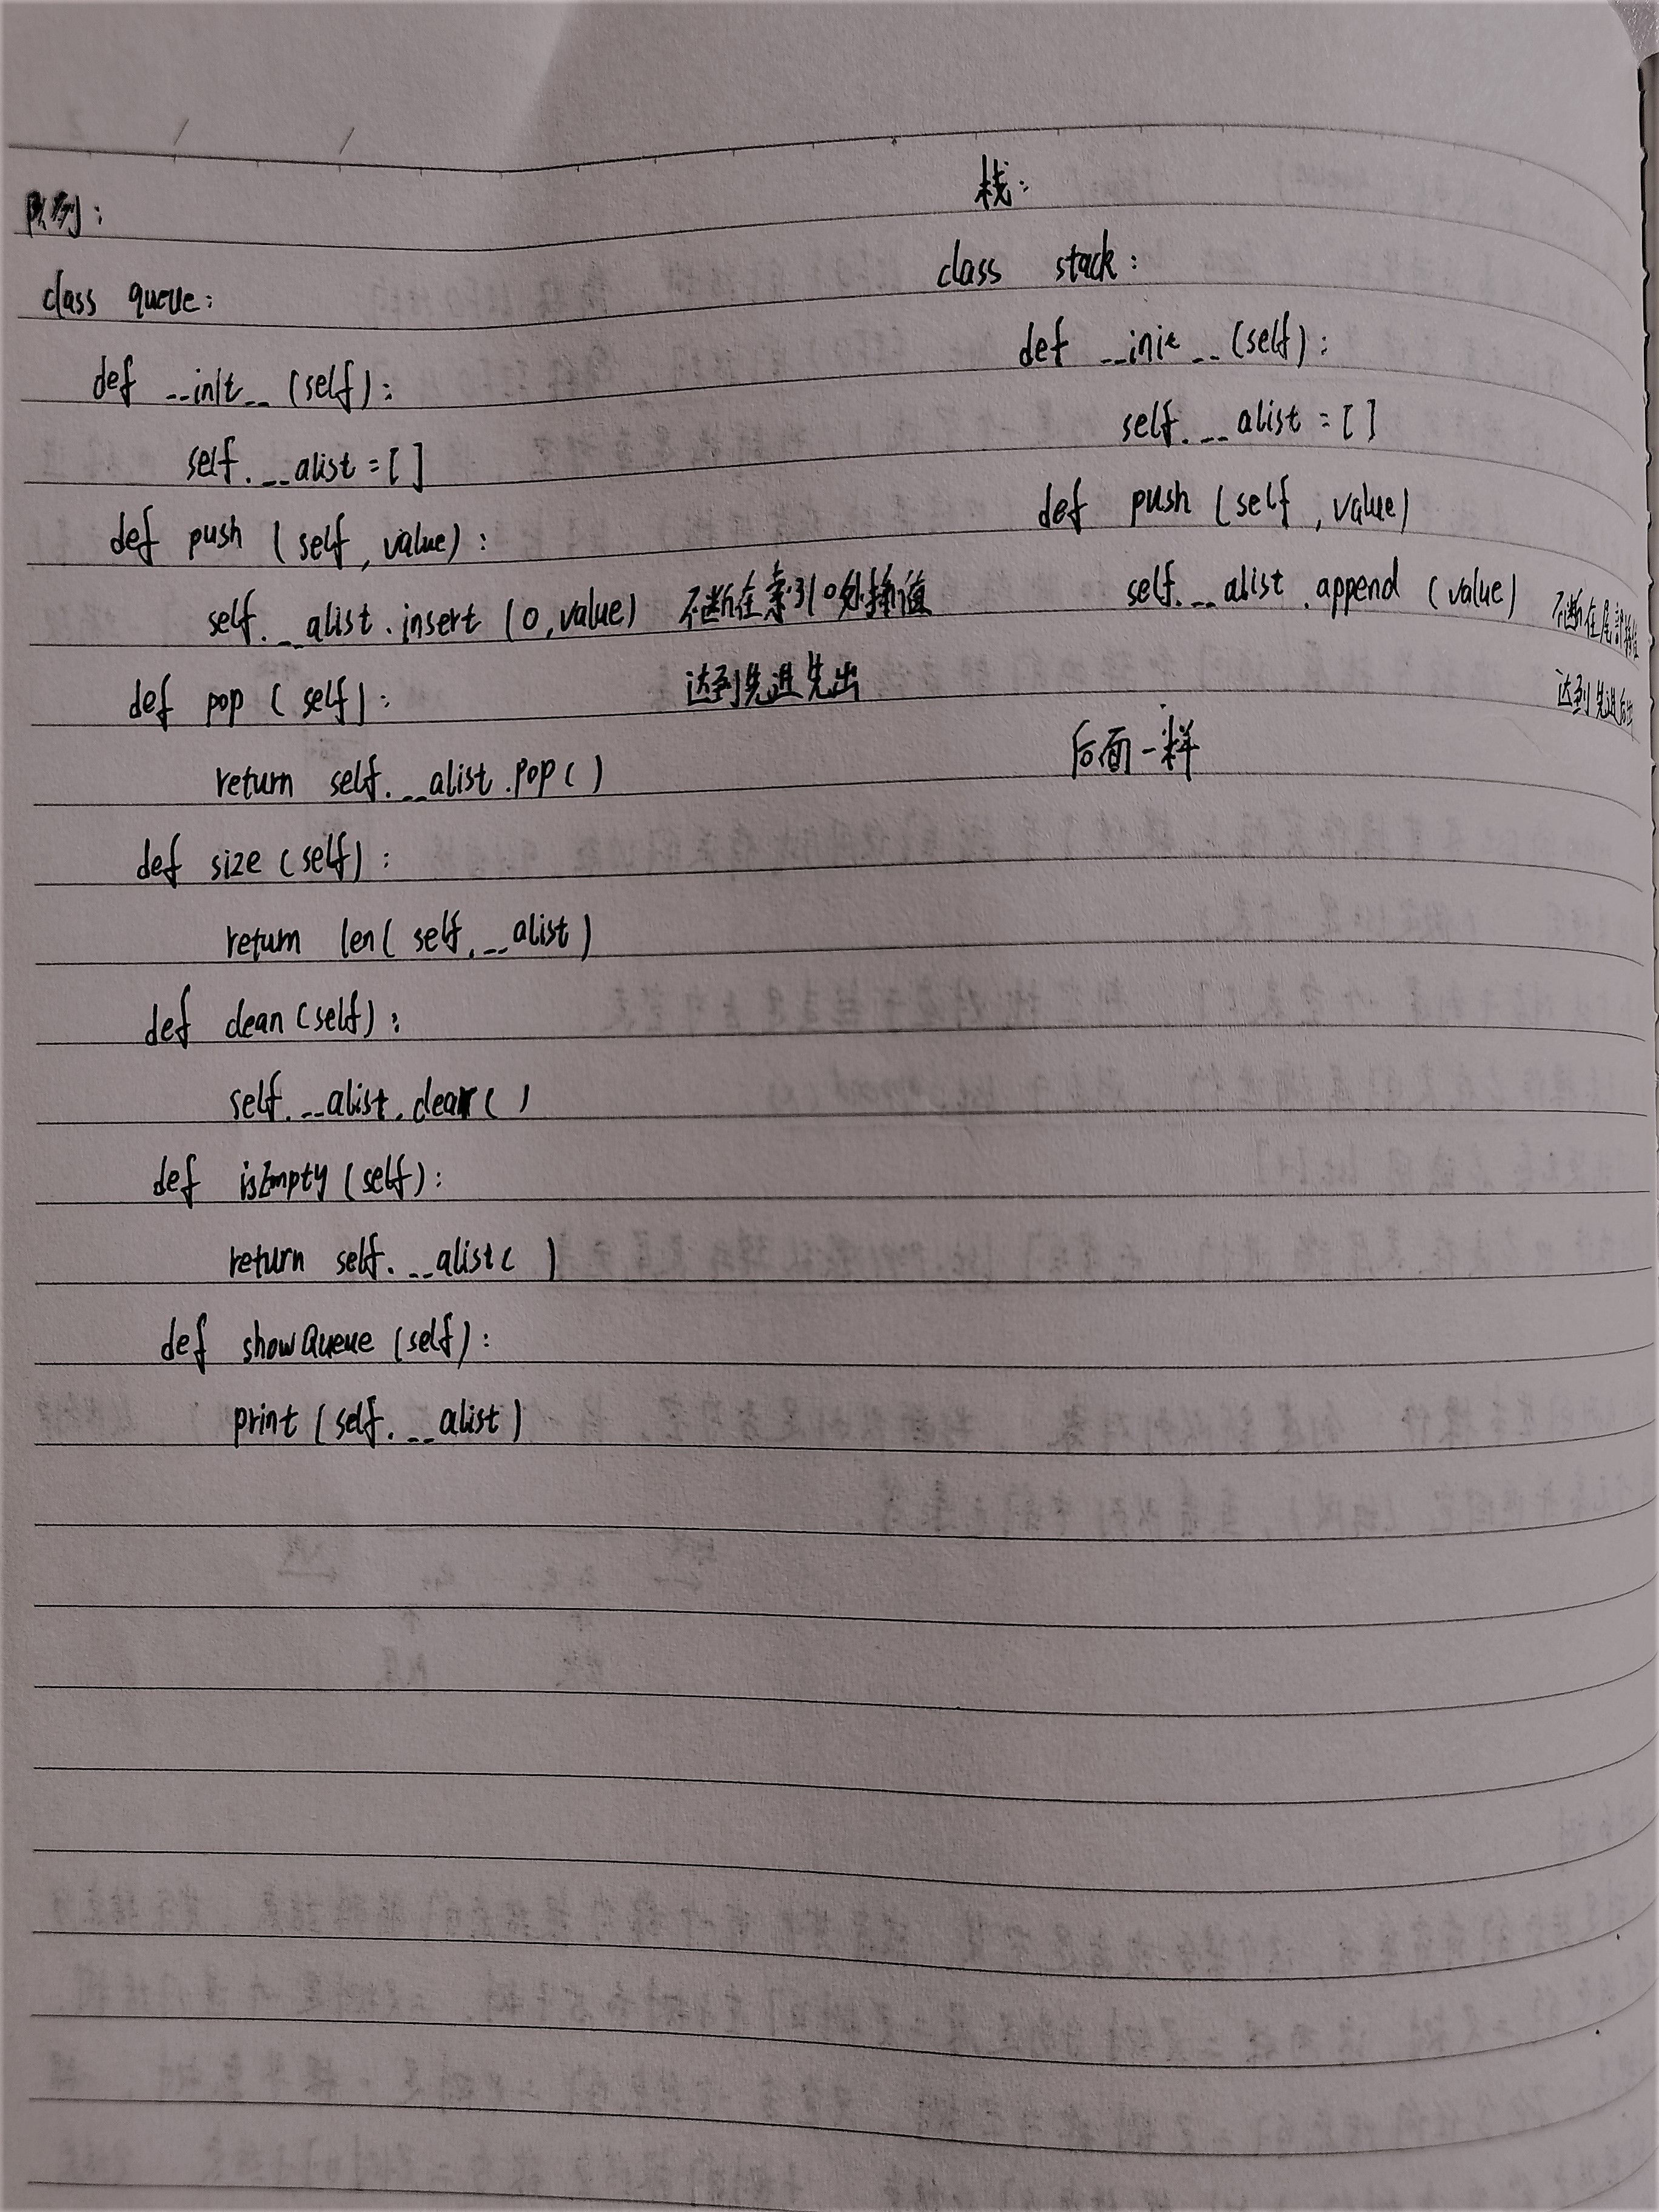 队列：
class queue:
def __init__(self):
self.__alist=[]
def push(self,value):
self.__alist.insert(0,value) 不断在索引0处插值
def pop(self): 达到先进先出
return self.__alist.pop()
def size(self):
return len(self.__alist)
def clean(self):
self.__alist.clear()
def isEmpty(self):
return self.__alist( )
def showQueue(self):
print(self.__alist)
栈：
class stack:
def __init__(self):
self.__alist=[]
def push(self,value)
self.__alist.append(value) 不断在尾部插值
达到先进后出
后面一样